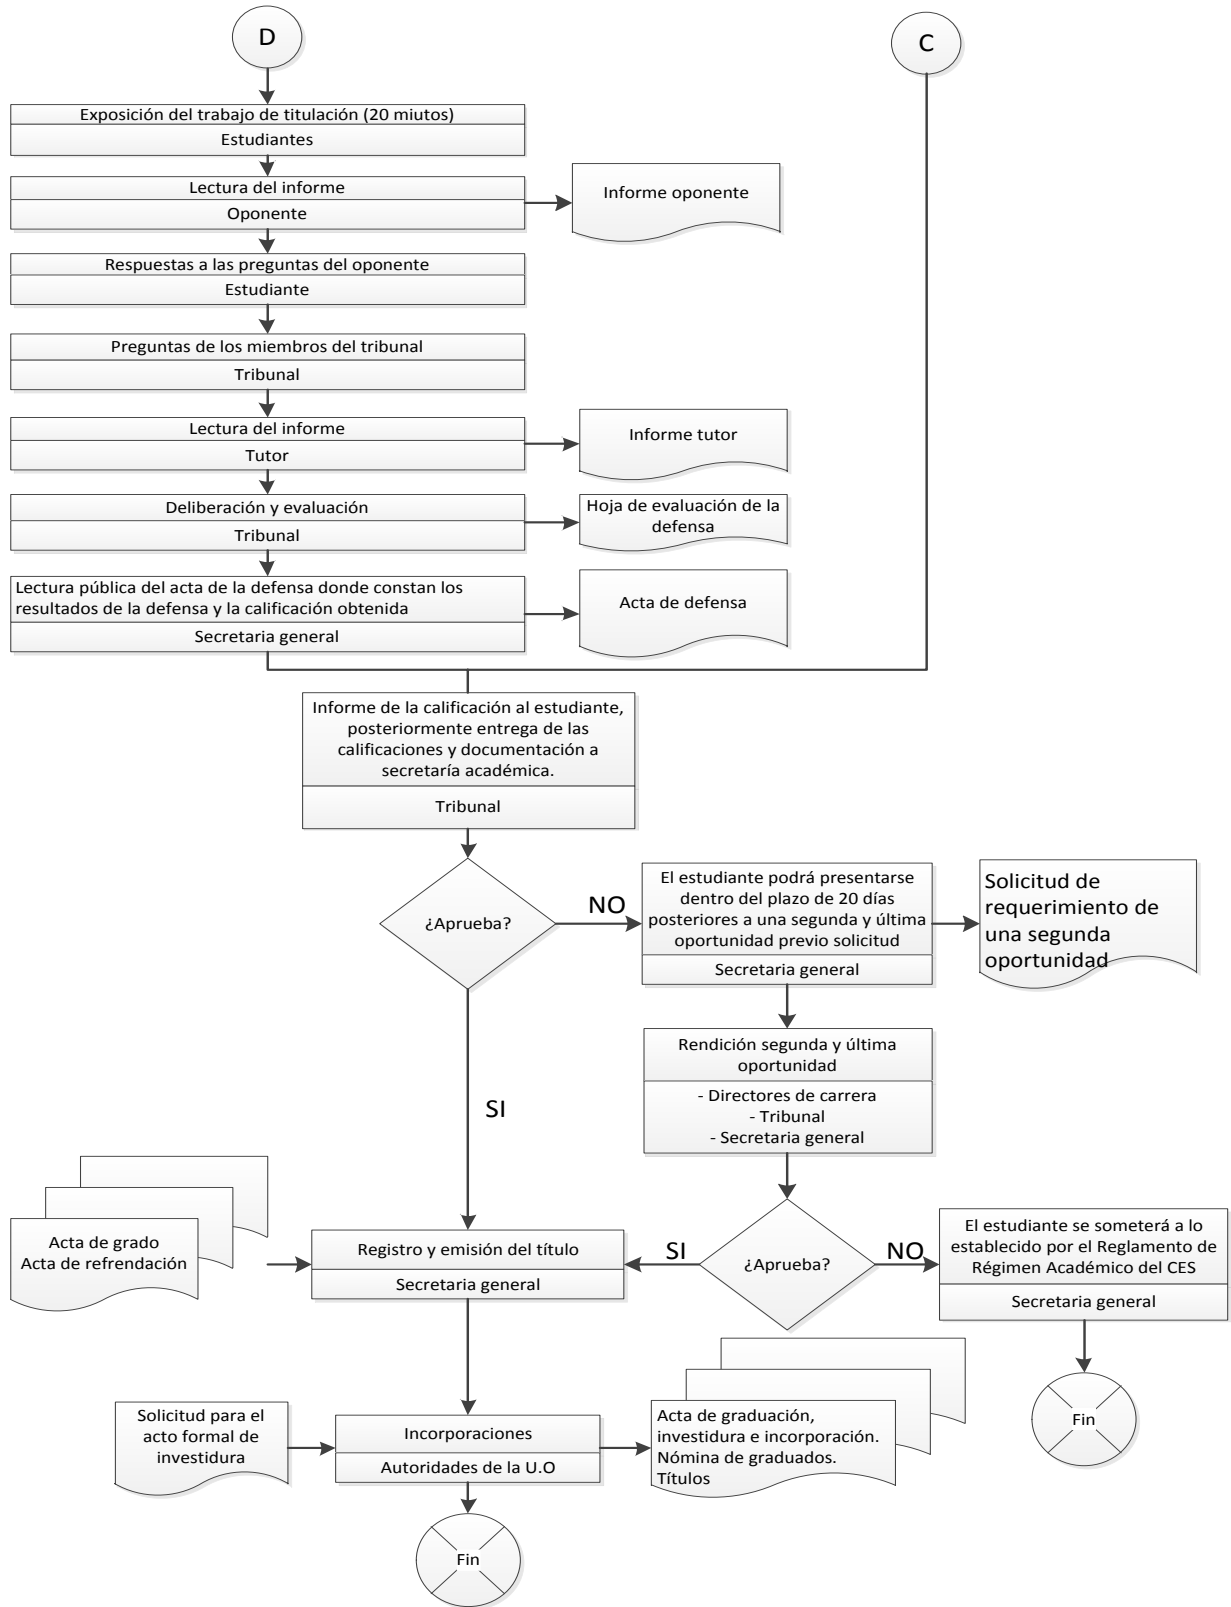 D
C
Exposición del trabajo de titulación (20 miutos)
Estudiantes
Lectura del informe
Oponente
Informe oponente
Respuestas a las preguntas del oponente
Estudiante
Preguntas de los miembros del tribunal
Tribunal
Lectura del informe
Tutor
Informe tutor
Deliberación y evaluación
Tribunal
Hoja de evaluación de la
defensa
Lectura pública del acta de la defensa donde constan los
resultados de la defensa y la calificación obtenida
Secretaria general
Acta de defensa
Informe de la calificación al estudiante,
posteriormente entrega de las
calificaciones y documentación a
secretaría académica.
Tribunal
¿Aprueba?
NO
El estudiante podrá presentarse
dentro del plazo de 20 días
posteriores a una segunda y última
oportunidad previo solicitud
Secretaria general
Solicitud de
requerimiento de
una segunda
oportunidad
Rendición segunda y última
oportunidad
- Directores de carrera
- Tribunal
- Secretaria general
SI
Acta de grado
Acta de refrendación
Registro y emisión del título
Secretaria general
SI
¿Aprueba?
NO
El estudiante se someterá a lo
establecido por el Reglamento de
Régimen Académico del CES
Secretaria general
Fin
Solicitud para el
acto formal de
investidura
Incorporaciones
Autoridades de la U.O
Acta de graduación,
investidura e incorporación.
Nómina de graduados.
Títulos
Fin